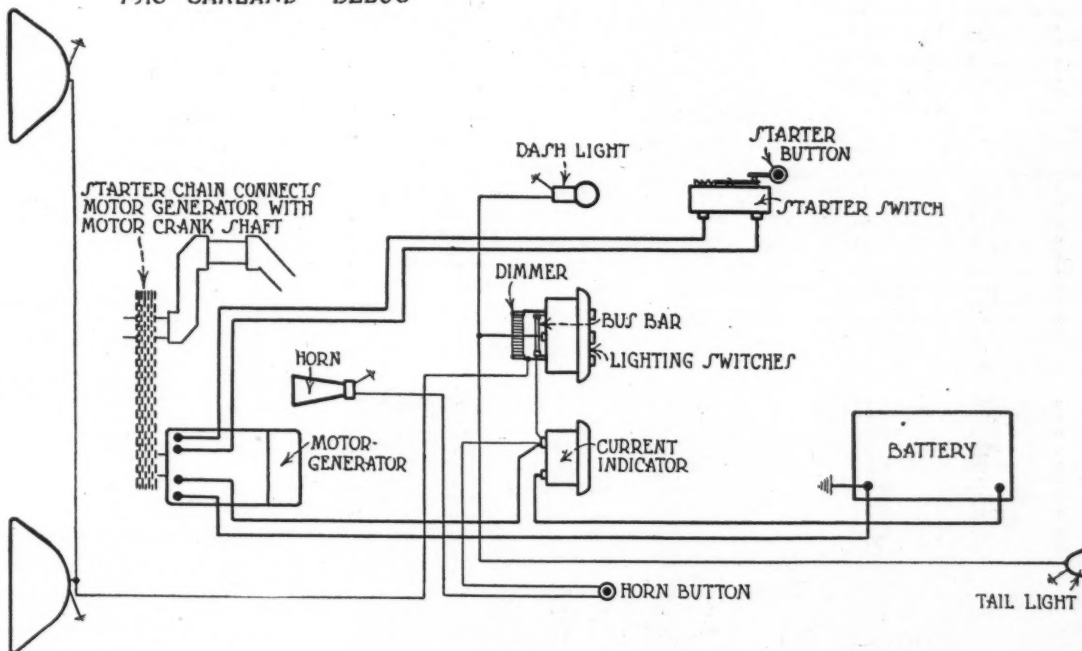 DASH LIGHT
STARTER
BUTTON
STARTER CHAIN CONNECTS
MOTOR GENERATOR WITH
MOTOR CRANK SHAFT
STARTER SWITCH
DIMMER
BUS BAR
LIGHTING SWITCHES
HORN
MOTOR-
GENERATOR
CURRENT
INDICATOR
BATTERY
HORN BUTTON
TAIL LIGHT